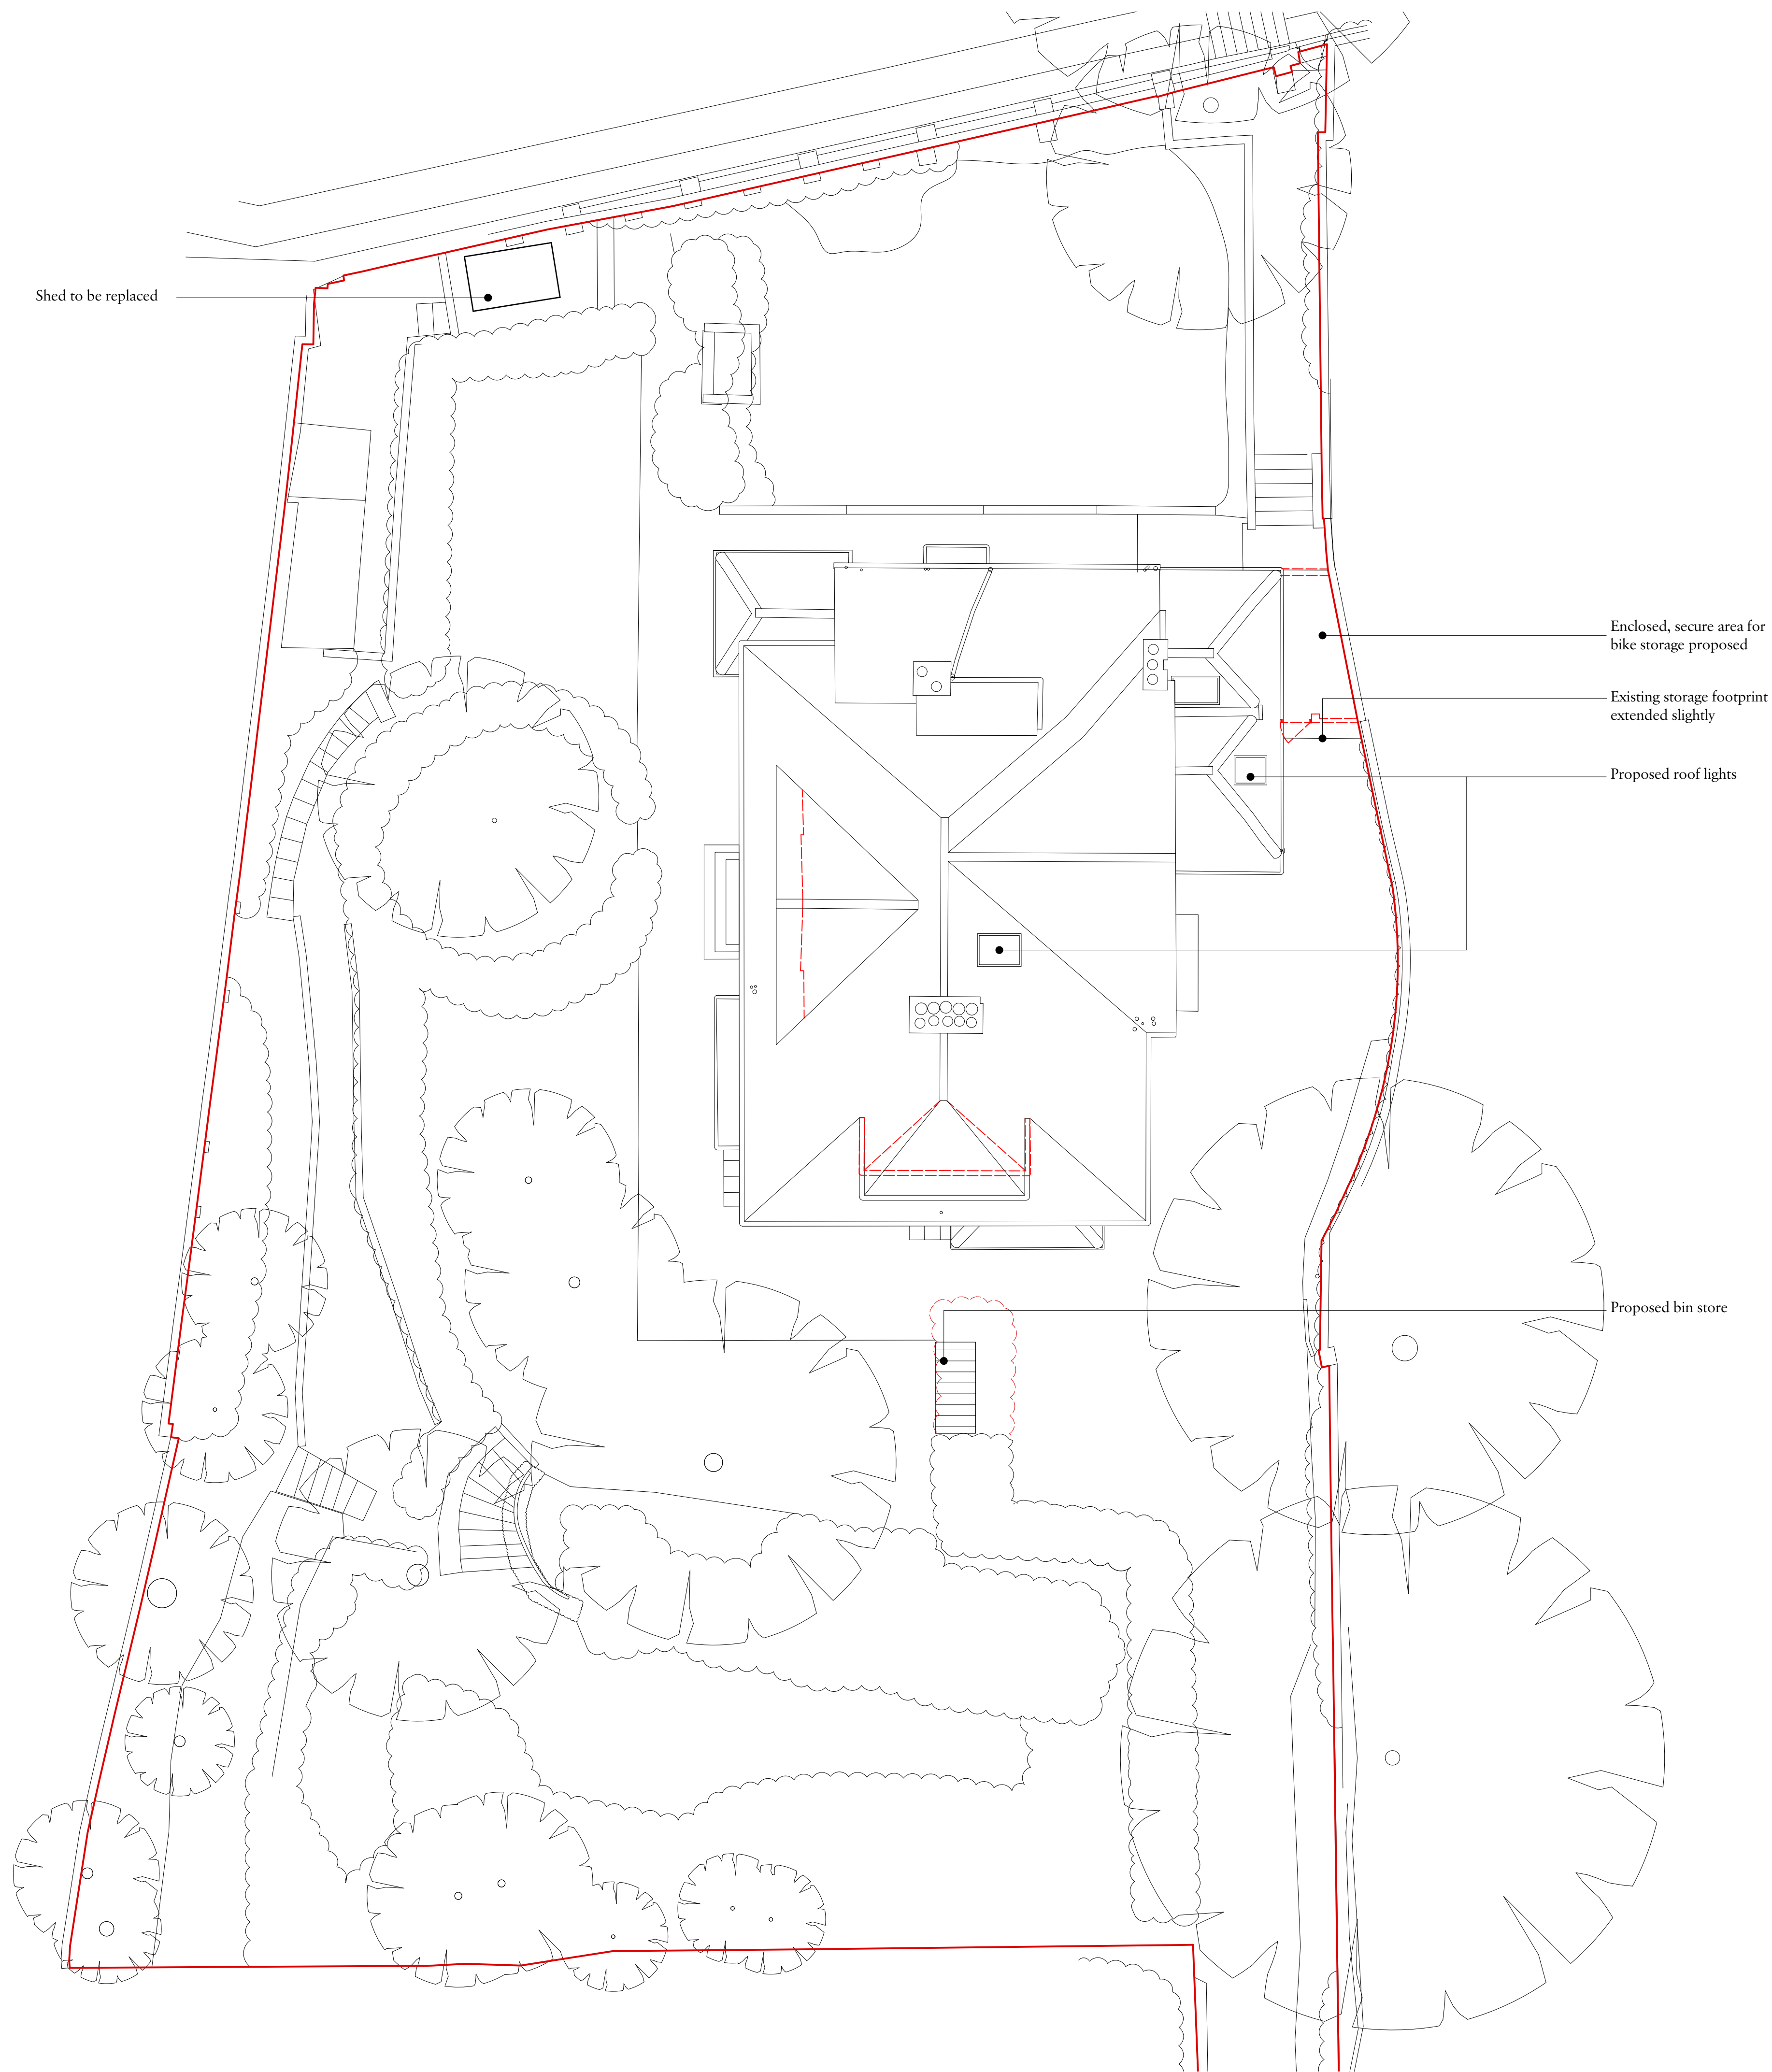 Shed to be replaced
Enclosed, secure area for
bike storage proposed
Existing storage footprint
extended slightly
Proposed roof lights
Proposed bin store